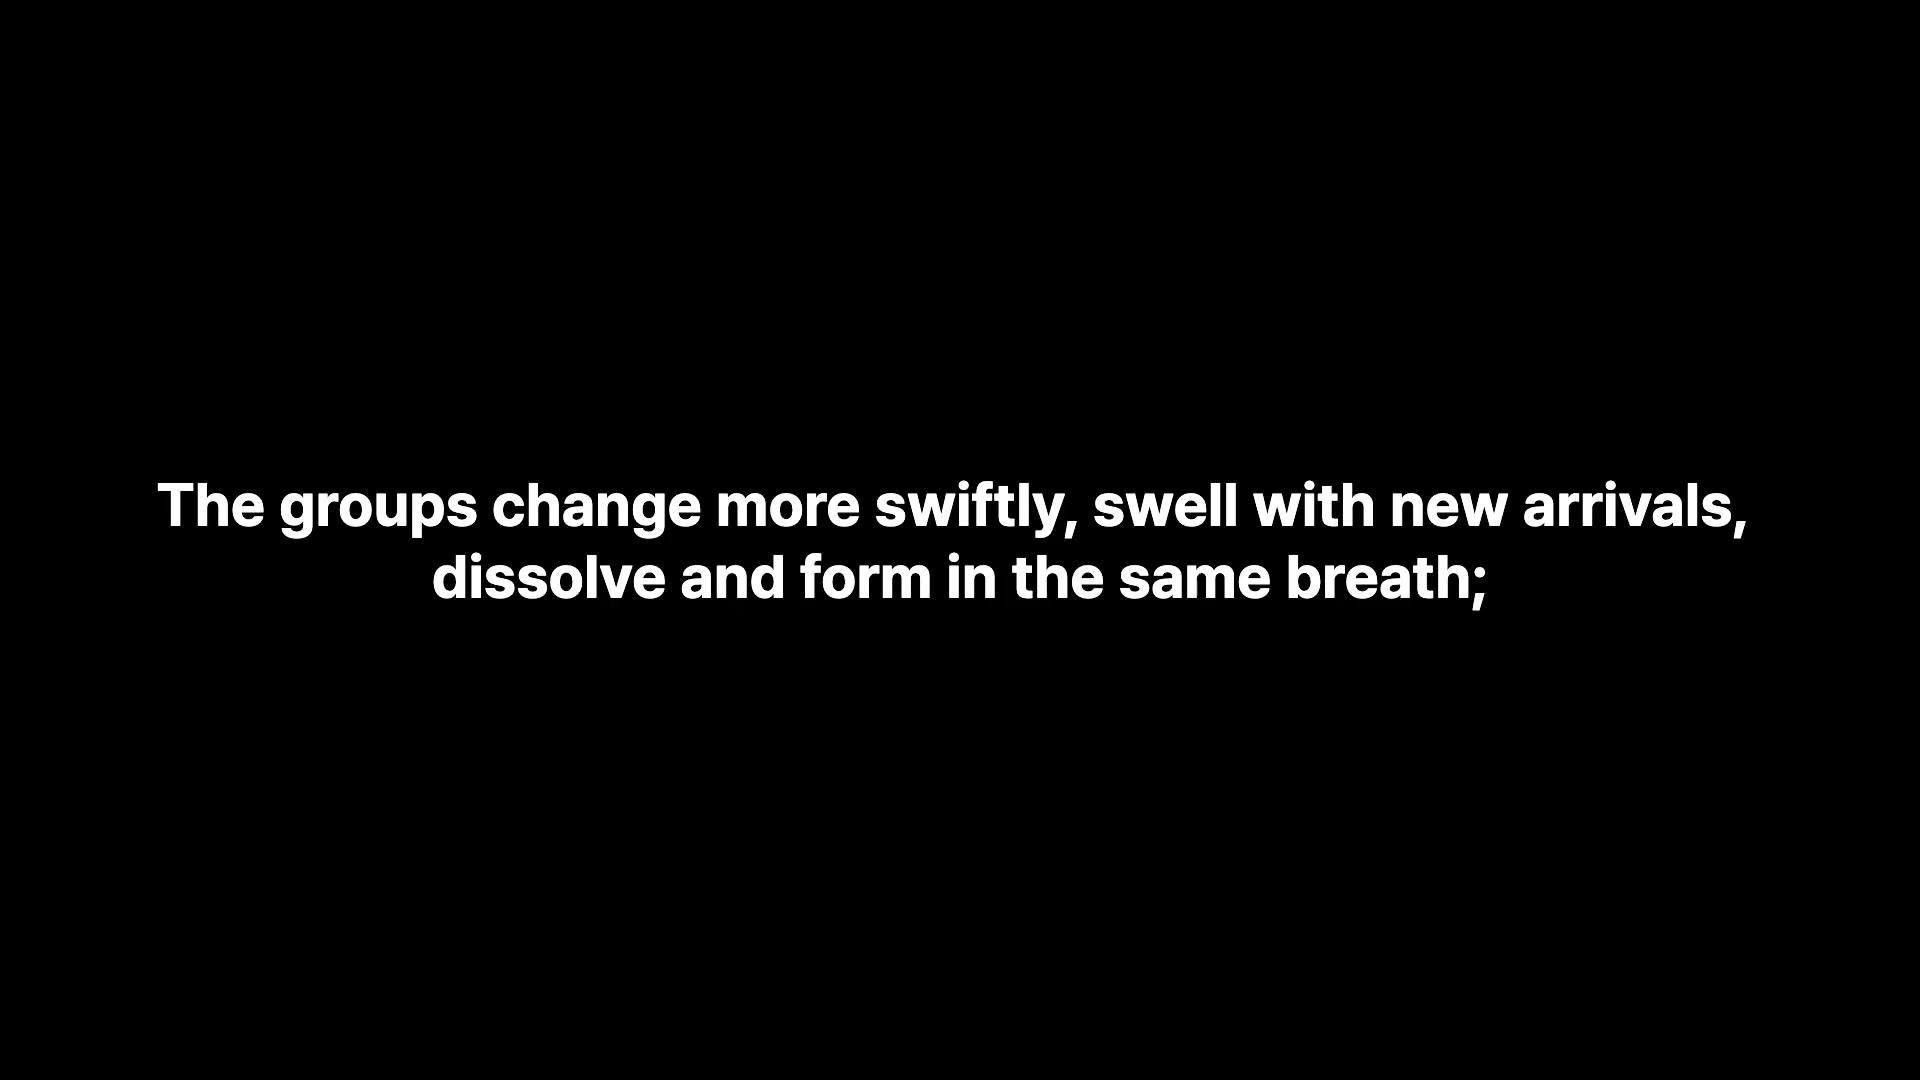 The groups change more swiftly, swell with new arrivals,
dissolve and form in the same breath;